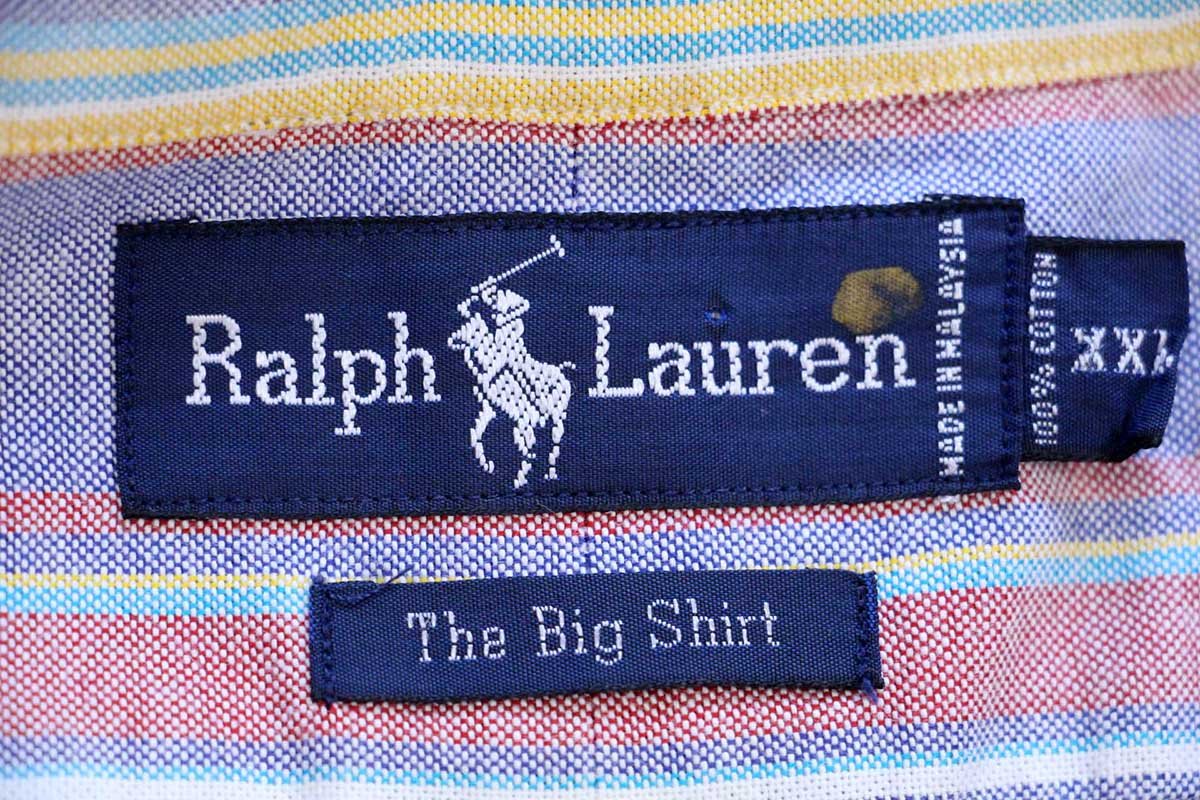 Ralph Lauren
MADE IN MALAYSIA
100% COTTON
XXL
The Big Shirt